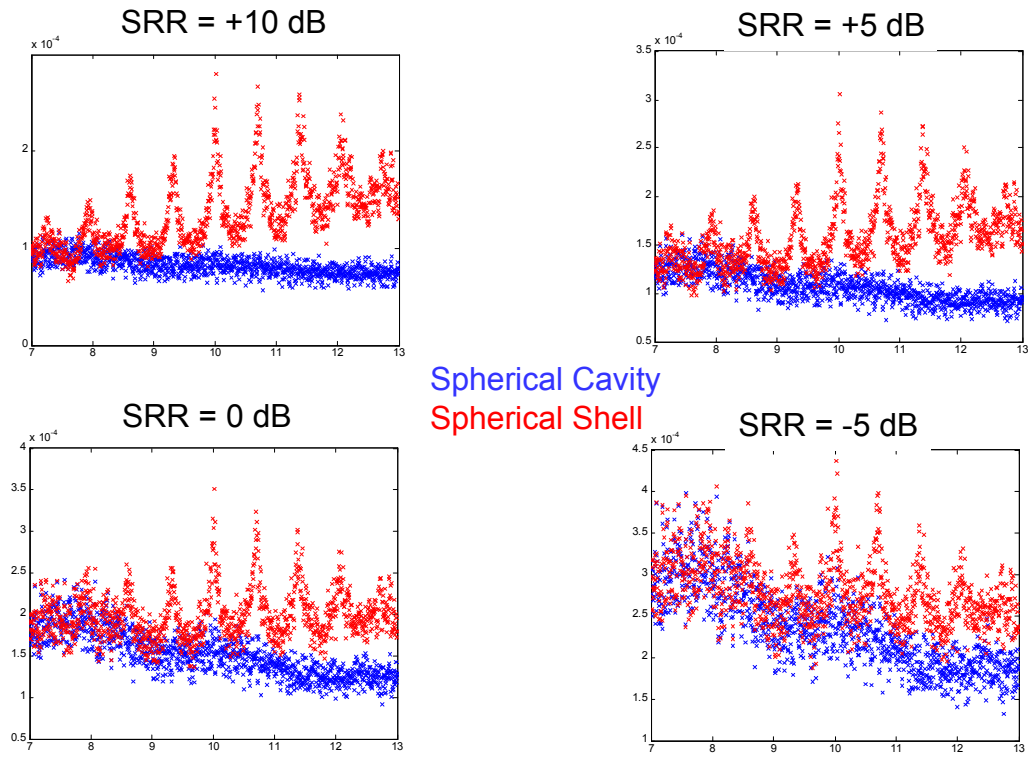 SRR = +10 dB
x 10⁻⁴
2
1
0
7 8 9 10 11 12 13
SRR = +5 dB
x 10⁻⁴
3.5
3
2.5
2
1.5
1
0.5
7 8 9 10 11 12 13
Spherical Cavity
Spherical Shell
SRR = 0 dB
x 10⁻⁴
4
3.5
3
2.5
2
1.5
1
0.5
7 8 9 10 11 12 13
SRR = -5 dB
x 10⁻⁴
4.5
4
3.5
3
2.5
2
1.5
1
7 8 9 10 11 12 13